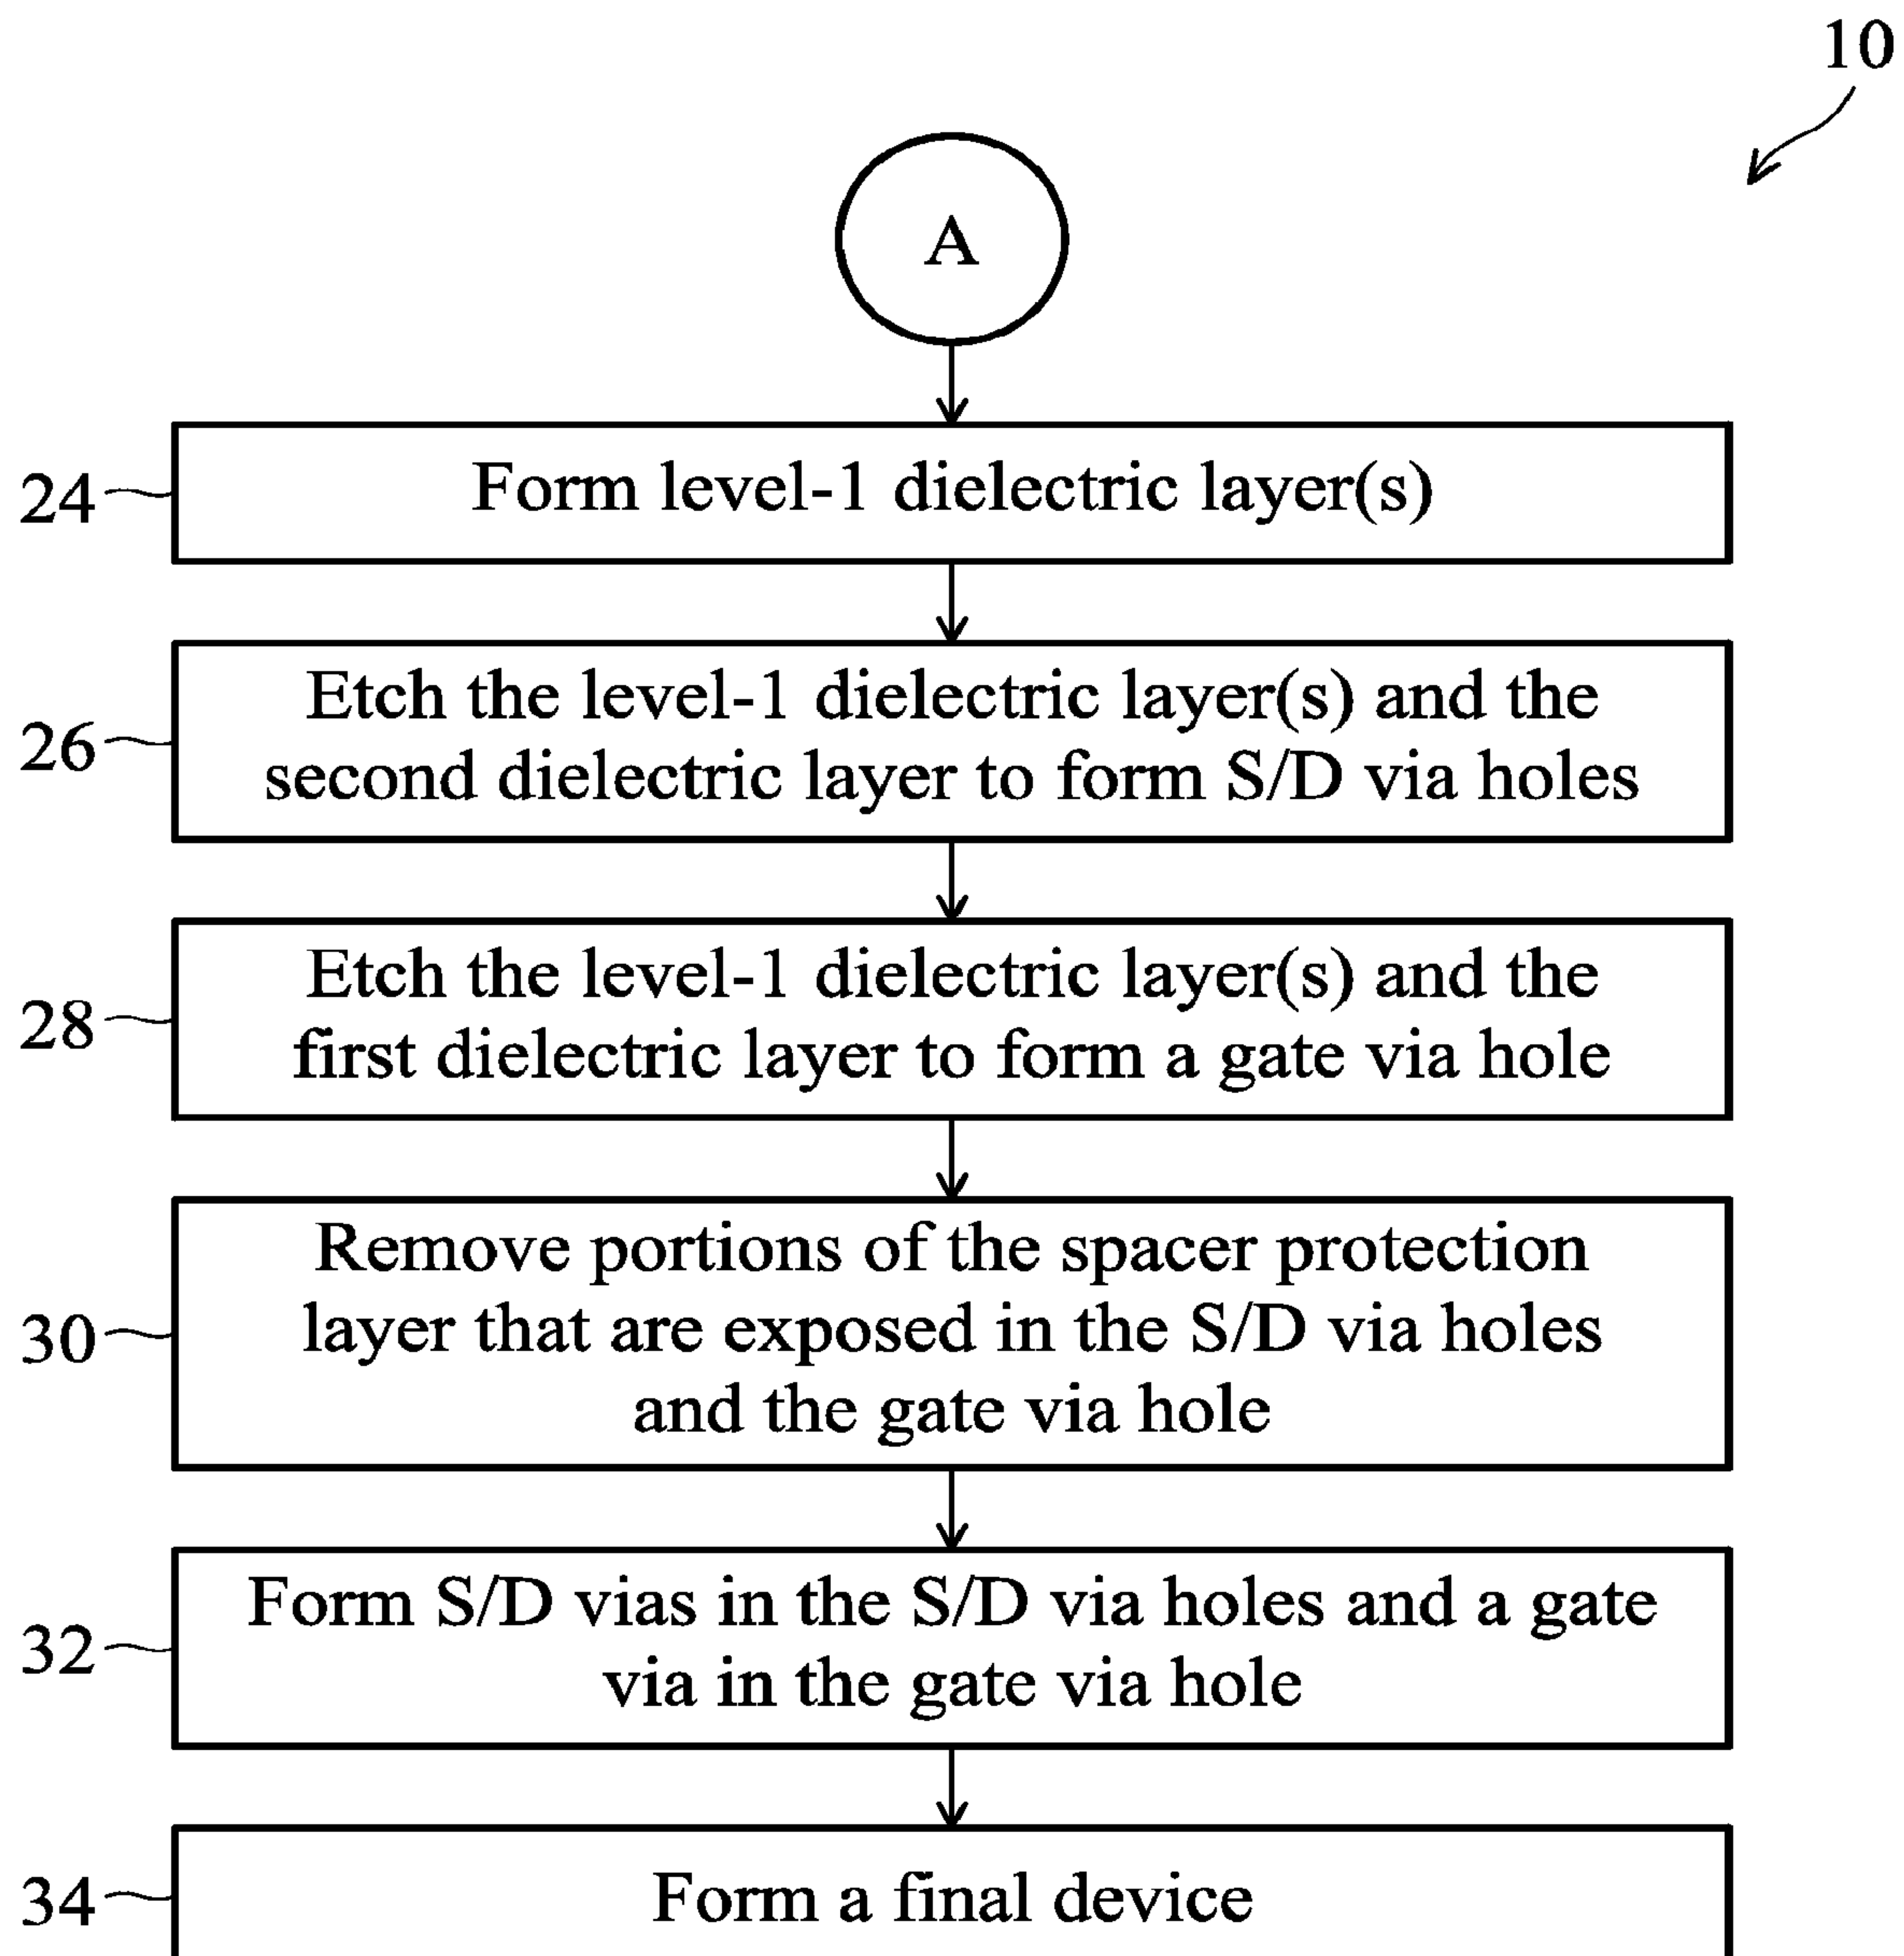 10
A
24
Form level-1 dielectric layer(s)
26
Etch the level-1 dielectric layer(s) and the
second dielectric layer to form S/D via holes
28
Etch the level-1 dielectric layer(s) and the
first dielectric layer to form a gate via hole
30
Remove portions of the spacer protection
layer that are exposed in the S/D via holes
and the gate via hole
32
Form S/D vias in the S/D via holes and a gate
via in the gate via hole
34
Form a final device